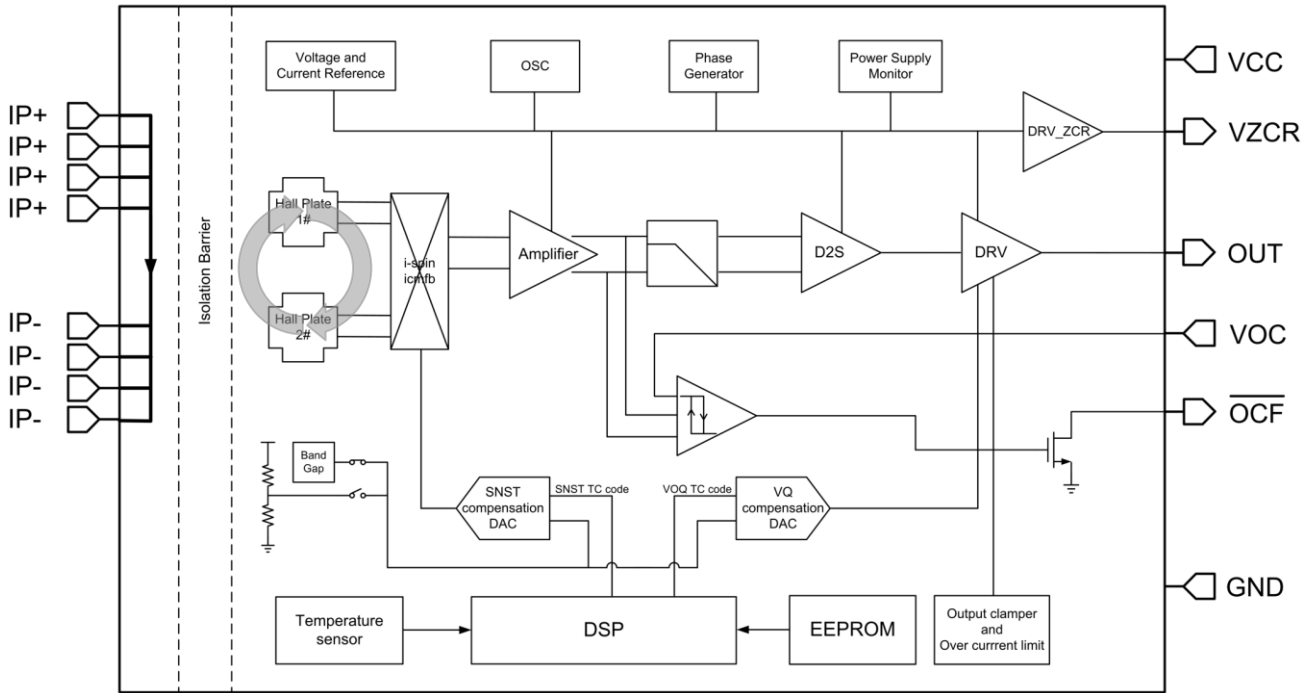 Voltage and
Current Reference
OSC
Phase
Generator
Power Supply
Monitor
VCC
IP+
IP+
IP+
IP+
DRV_ZCR
VZCR
Isolation Barrier
Hall Plate
1#
i-spin
icmfb
Amplifier
D2S
DRV
OUT
Hall Plate
2#
IP-
IP-
IP-
IP-
VOC
OCF
Band
Gap
SNST
compensation
DAC
SNST TC code
VOQ TC code
VQ
compensation
DAC
GND
Temperature
sensor
DSP
EEPROM
Output clamper
and
Over currrent limit